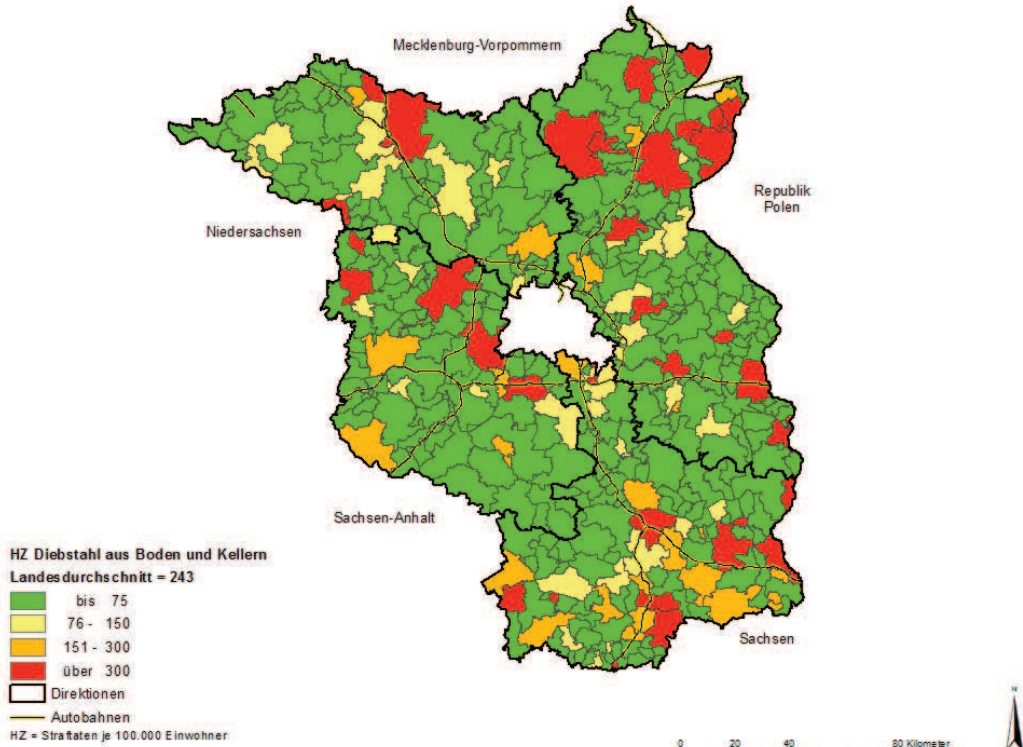 Mecklenburg-Vorpommern
Republik
Polen
Niedersachsen
Sachsen-Anhalt
Sachsen
HZ Diebstahl aus Boden und Kellern
Landesdurchschnitt = 243
bis 75
76 - 150
151 - 300
über 300
Direktionen
Autobahnen
HZ = Straftaten je 100.000 Einwohner
N
0 20 40 80 Kilometer